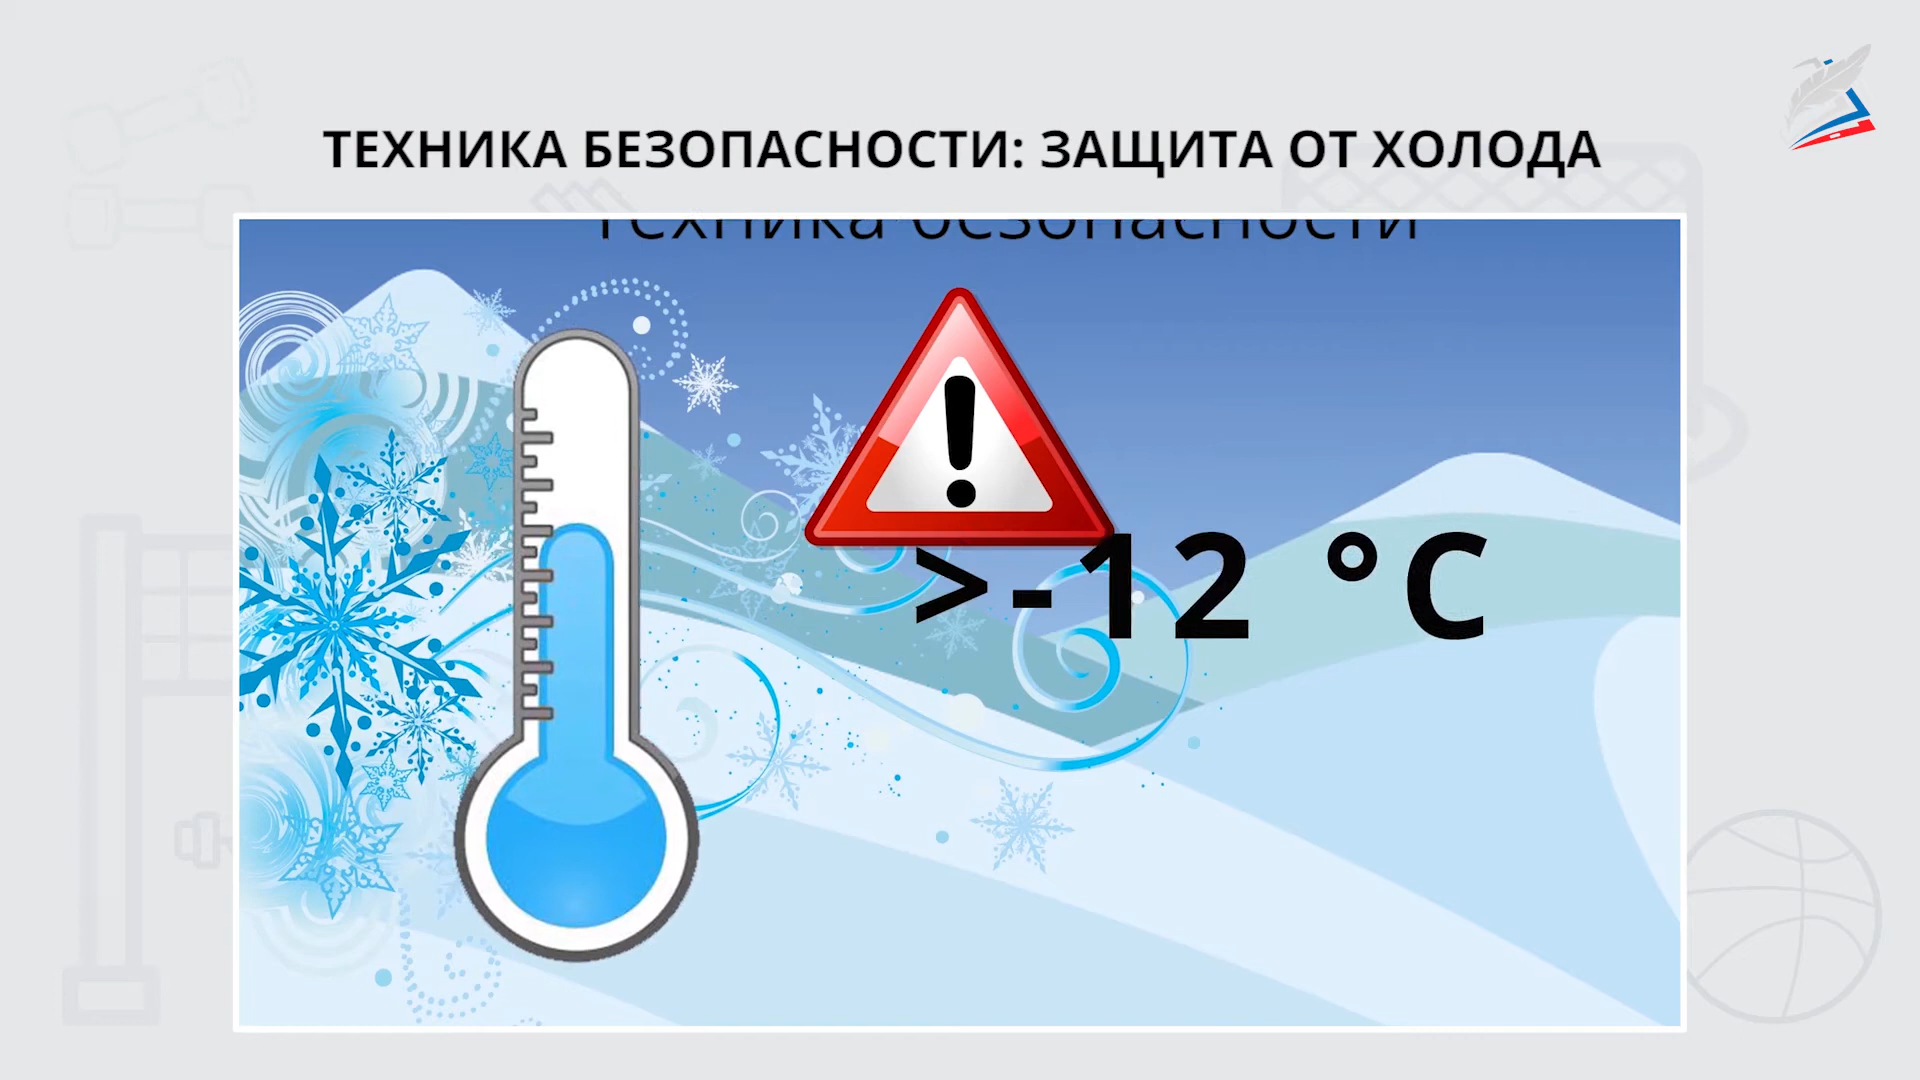 ТЕХНИКА БЕЗОПАСНОСТИ: ЗАЩИТА ОТ ХОЛОДА
Техника безопасности
!
>-12 °C